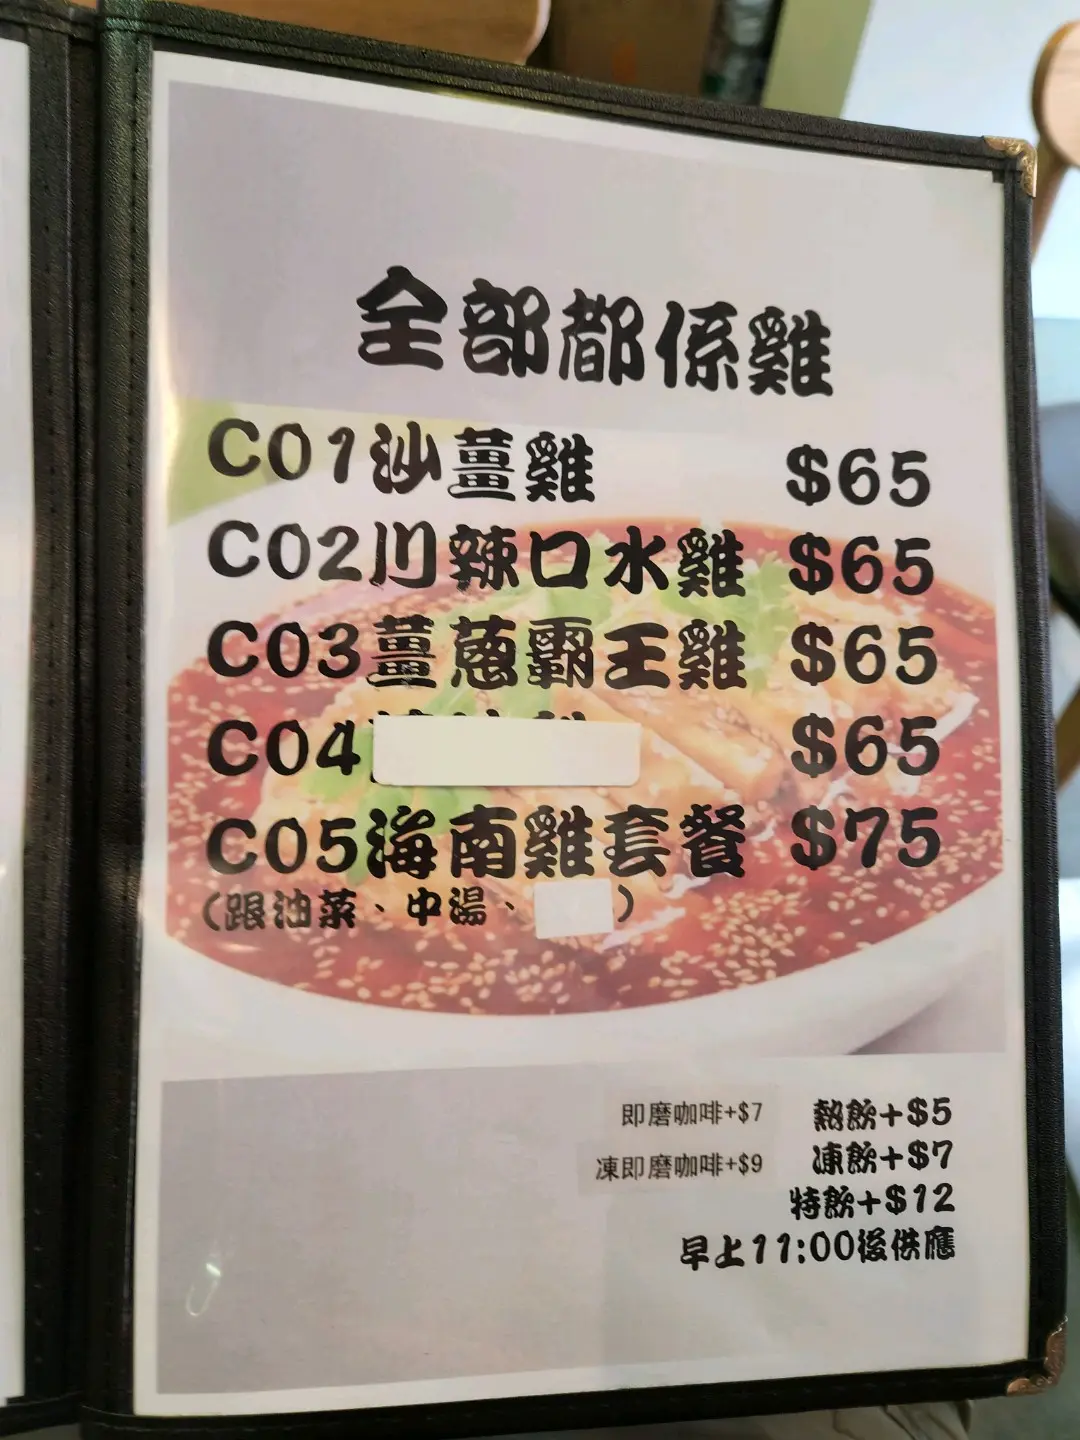 全部都係雞
C01沙薑雞 $65
C02川辣口水雞 $65
C03薑蔥霸王雞 $65
C04 $65
C05海南雞套餐 $75
(跟油菜、中湯、 )
即磨咖啡+$7 熱飲+$5
凍即磨咖啡+$9 凍飲+$7
特飲+$12
早上11:00後供應